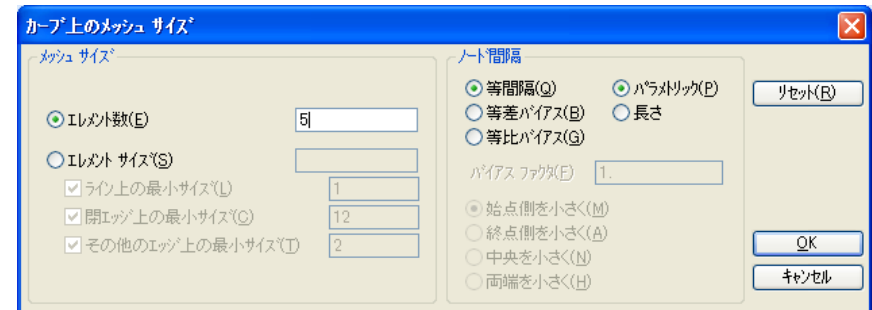 カーブ上のメッシュ サイズ
メッシュ サイズ
エレメント数(E)
5
エレメント サイズ(S)
ライン上の最小サイズ(L)
1
閉エッジ上の最小サイズ(C)
12
その他のエッジ上の最小サイズ(T)
2
ノード間隔
等間隔(Q)
パラメトリック(P)
等差バイアス(B)
長さ
等比バイアス(G)
バイアス ファクタ(F)
1.
始点側を小さく(M)
終点側を小さく(A)
中央を小さく(N)
両端を小さく(H)
リセット(R)
OK
キャンセル